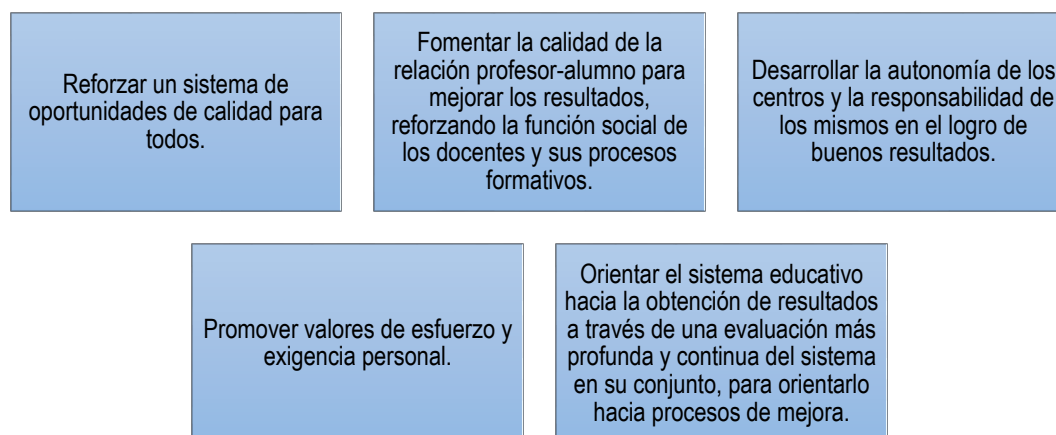 Reforzar un sistema de
oportunidades de calidad para
todos.
Fomentar la calidad de la
relación profesor-alumno para
mejorar los resultados,
reforzando la función social de
los docentes y sus procesos
formativos.
Desarrollar la autonomía de los
centros y la responsabilidad de
los mismos en el logro de
buenos resultados.
Promover valores de esfuerzo y
exigencia personal.
Orientar el sistema educativo
hacia la obtención de resultados
a través de una evaluación más
profunda y continua del sistema
en su conjunto, para orientarlo
hacia procesos de mejora.